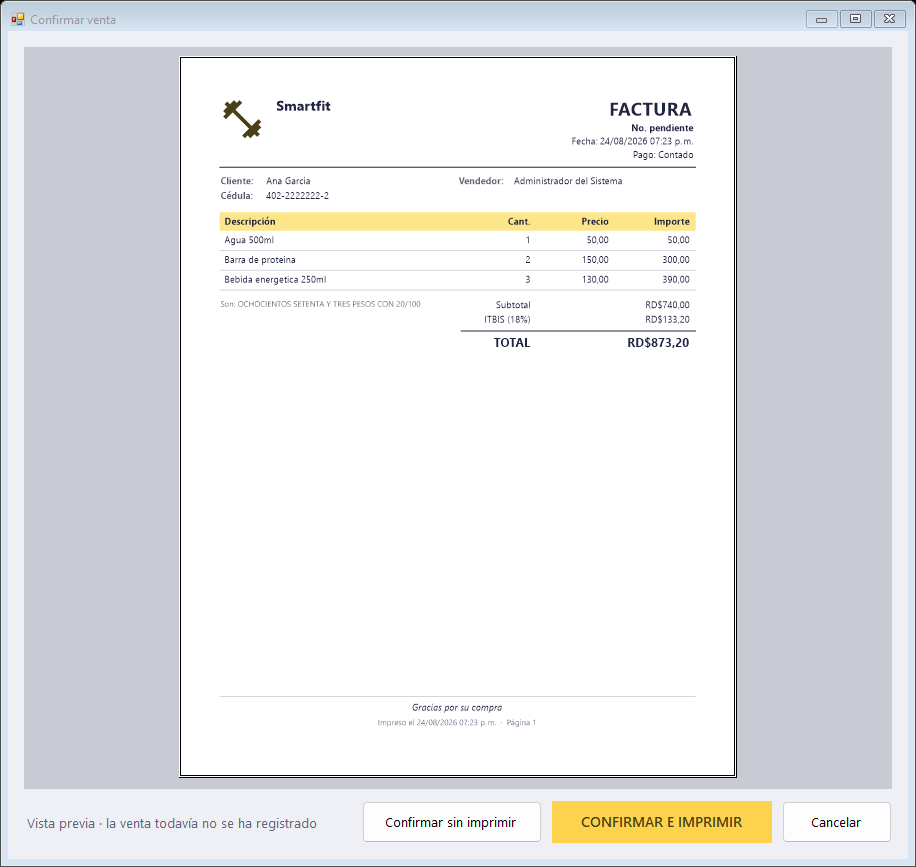 Confirmar venta
Smartfit
FACTURA
No. pendiente
Fecha: 24/08/2026 07:23 p.m.
Pago: Contado
Cliente: Ana Garcia Vendedor: Administrador del Sistema
Cédula: 402-2222222-2
Descripción Cant. Precio Importe
Agua 500ml 1 50,00 50,00
Barra de proteina 2 150,00 300,00
Bebida energetica 250ml 3 130,00 390,00
Son: OCHOCIENTOS SETENTA Y TRES PESOS CON 20/100 Subtotal RD$740,00
ITBIS (18%) RD$133,20
TOTAL RD$873,20
Gracias por su compra
Impreso el 24/08/2026 07:23 p.m. · Página 1
Vista previa · la venta todavía no se ha registrado Confirmar sin imprimir CONFIRMAR E IMPRIMIR Cancelar